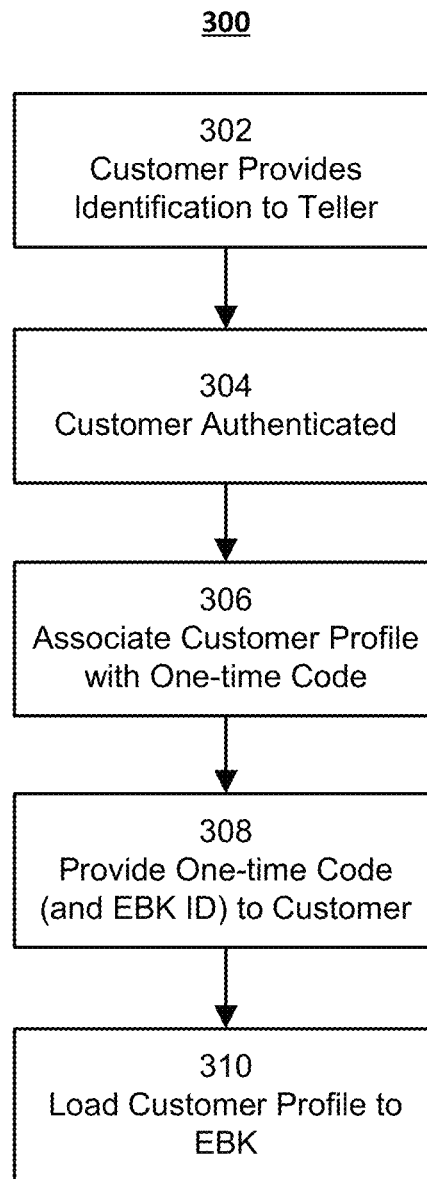 300
302
Customer Provides
Identification to Teller
304
Customer Authenticated
306
Associate Customer Profile
with One-time Code
308
Provide One-time Code
(and EBK ID) to Customer
310
Load Customer Profile to
EBK